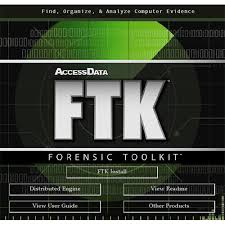 Find, Organize, & Analyze Computer Evidence
ACCESSDATA
FTK
FORENSIC TOOLKIT
FTK Install
Distributed Engine
View Readme
View User Guide
Other Products